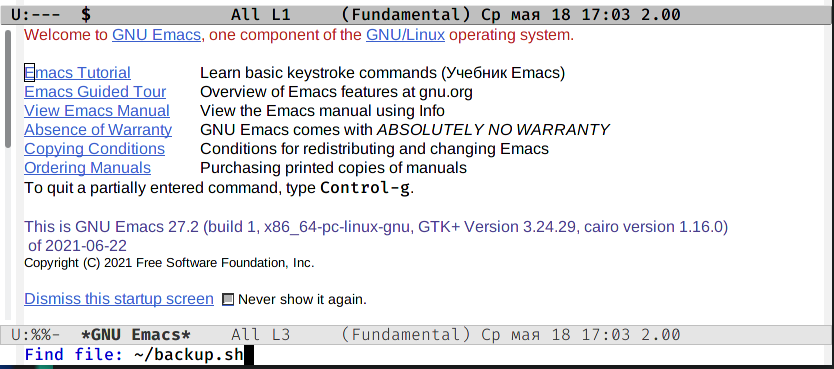 U:---  $              All L1     (Fundamental) Ср мая 18 17:03 2.00
Welcome to GNU Emacs, one component of the GNU/Linux operating system.
Emacs Tutorial	Learn basic keystroke commands (Учебник Emacs)
Emacs Guided Tour	Overview of Emacs features at gnu.org
View Emacs Manual	View the Emacs manual using Info
Absence of Warranty	GNU Emacs comes with ABSOLUTELY NO WARRANTY
Copying Conditions	Conditions for redistributing and changing Emacs
Ordering Manuals	Purchasing printed copies of manuals
To quit a partially entered command, type Control-g.
This is GNU Emacs 27.2 (build 1, x86_64-pc-linux-gnu, GTK+ Version 3.24.29, cairo version 1.16.0)
of 2021-06-22
Copyright (C) 2021 Free Software Foundation, Inc.
Dismiss this startup screen  Never show it again.
U:%%-  *GNU Emacs*    All L3     (Fundamental) Ср мая 18 17:03 2.00
Find file: ~/backup.sh